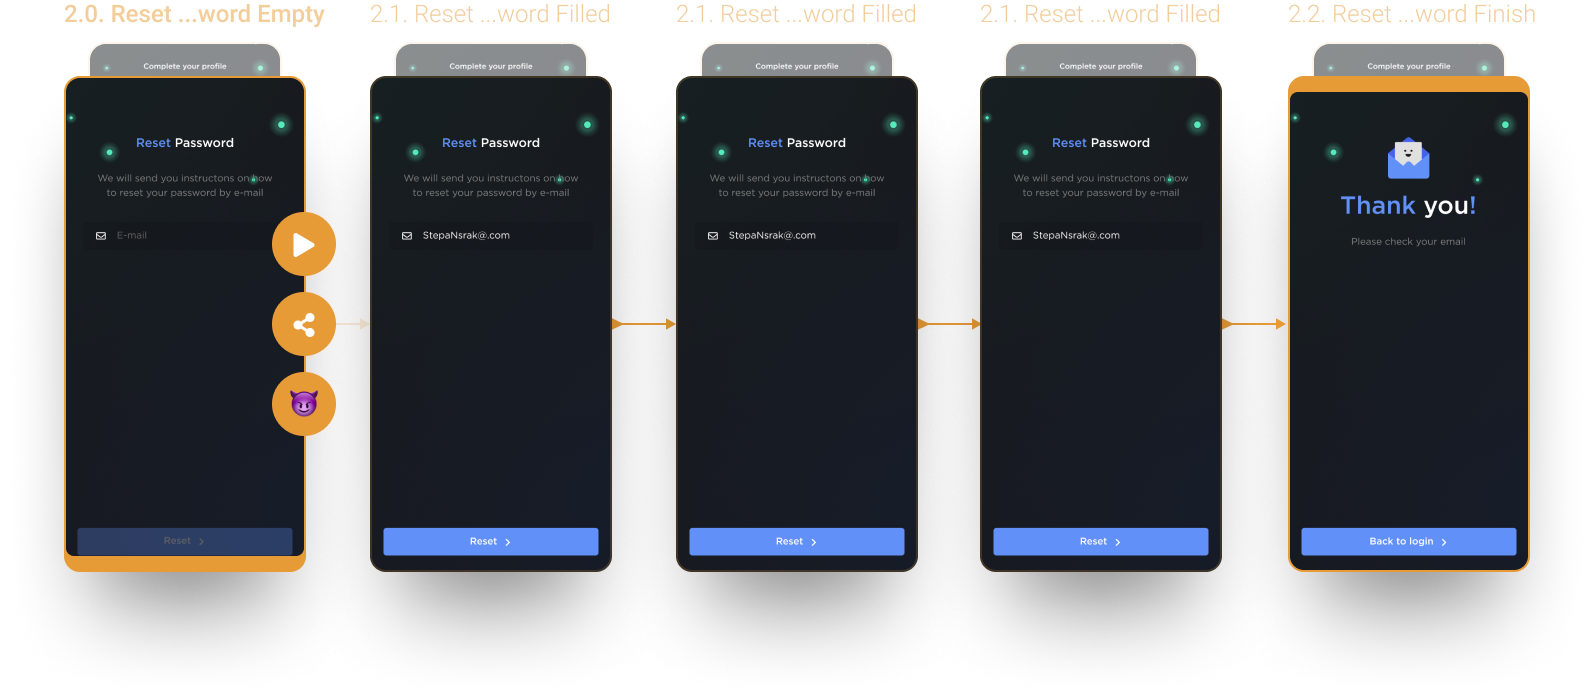 2.0. Reset ...word Empty
2.1. Reset ...word Filled
2.1. Reset ...word Filled
2.1. Reset ...word Filled
2.2. Reset ...word Finish
Complete your profile
Complete your profile
Complete your profile
Complete your profile
Complete your profile
Reset Password
We will send you instructons on how
to reset your password by e-mail
E-mail
Reset
Reset Password
We will send you instructons on how
to reset your password by e-mail
StepaNsrak@.com
Reset
Reset Password
We will send you instructons on how
to reset your password by e-mail
StepaNsrak@.com
Reset
Reset Password
We will send you instructons on how
to reset your password by e-mail
StepaNsrak@.com
Reset
Thank you!
Please check your email
Back to login